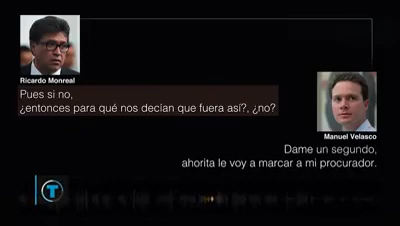 Ricardo Monreal
Pues si no,
¿entonces para qué nos decían que fuera así?, ¿no?
Manuel Velasco
Dame un segundo,
ahorita le voy a marcar a mi procurador.
T